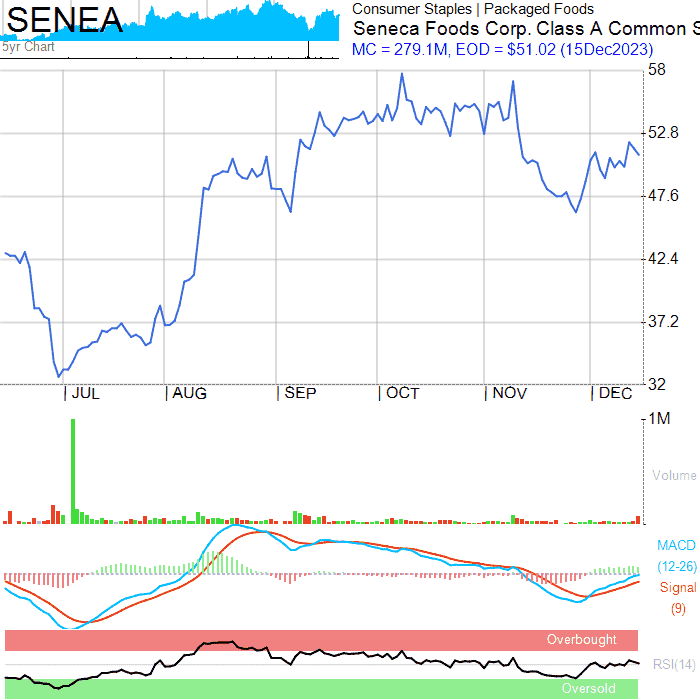 SENEA
5yr Chart
Consumer Staples | Packaged Foods
Seneca Foods Corp. Class A Common S
MC = 279.1M, EOD = $51.02 (15Dec2023)
58
52.8
47.6
42.4
37.2
32
JUL AUG SEP OCT NOV DEC
1M
Volume
MACD
(12-26)
Signal
(9)
Overbought
RSI(14)
Oversold